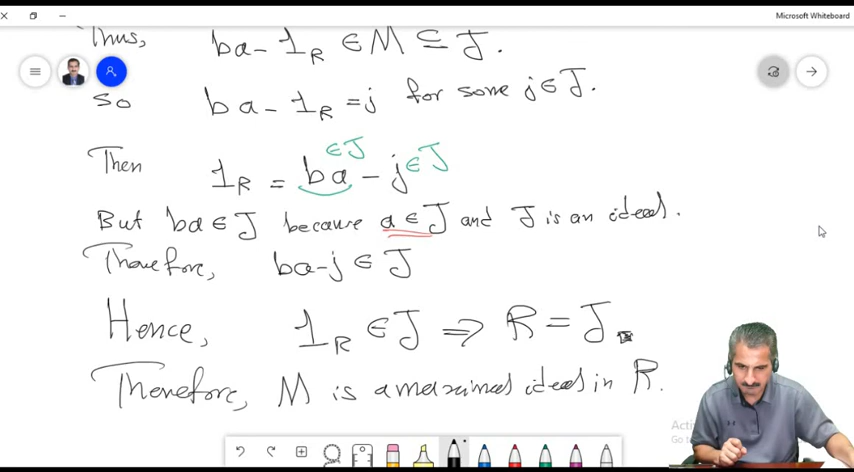 Microsoft Whiteboard
Thus, ba - 1_R ∈ M ⊆ J.
so ba - 1_R = j for some j ∈ J.
∈ J
Then 1_R = ba - j ∈ J
But ba ∈ J because a ∈ J and J is an ideal.
Therefore, ba - j ∈ J
Hence, 1_R ∈ J ⇒ R = J.
Therefore, M is a maximal ideal in R.